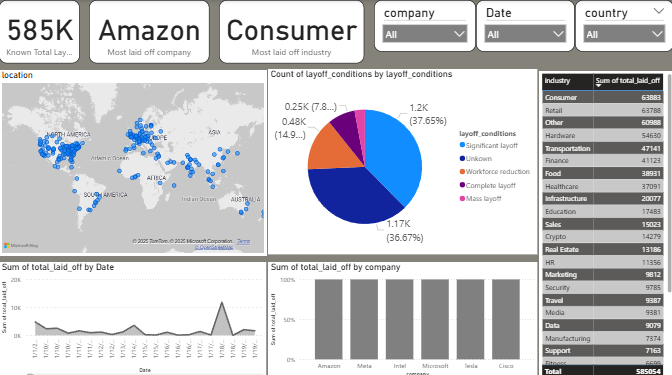 585K
Known Total Lay...
Amazon
Most laid off company
Consumer
Most laid off industry
company
All
Date
All
country
All
location
NORTH AMERICA
EUROPE
ASIA
Atlantic Ocean
AFRICA
SOUTH AMERICA
Indian Ocean
AUSTRALIA
Microsoft Bing
© 2025 TomTom, © 2025 Microsoft Corporation, Terms
© OpenStreetMap
Count of layoff_conditions by layoff_conditions
0.25K (7.8...)
0.48K
(14.9...)
1.2K
(37.65%)
1.17K
(36.67%)
layoff_conditions
Significant layoff
Unkown
Workforce reduction
Complete layoff
Mass layoff
industry Sum of total_laid_off
Consumer 63883
Retail 63788
Other 60988
Hardware 54630
Transportation 47141
Finance 41123
Food 38931
Healthcare 37091
Infrastructure 20077
Education 17483
Sales 15023
Crypto 14279
Real Estate 13186
HR 11356
Marketing 9812
Security 9785
Travel 9387
Media 9381
Data 9079
Manufacturing 7374
Support 7163
Fitness 6699
Total 585054
Sum of total_laid_off by Date
Sum of total_laid_off
20K
10K
0K
Date
Sum of total_laid_off by company
Sum of total_laid_off
100%
50%
0%
Amazon Meta Intel Microsoft Tesla Cisco
company